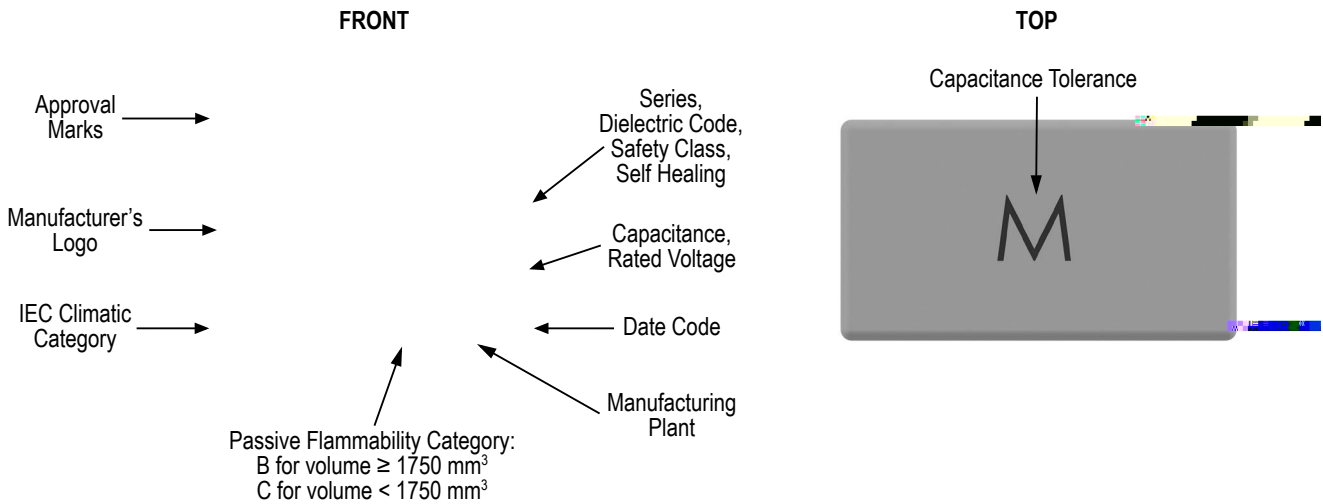 FRONT
TOP
Approval
Marks
Manufacturer's
Logo
IEC Climatic
Category
Series,
Dielectric Code,
Safety Class,
Self Healing
Capacitance,
Rated Voltage
Date Code
Manufacturing
Plant
Passive Flammability Category:
B for volume ≥ 1750 mm³
C for volume < 1750 mm³
Capacitance Tolerance
M